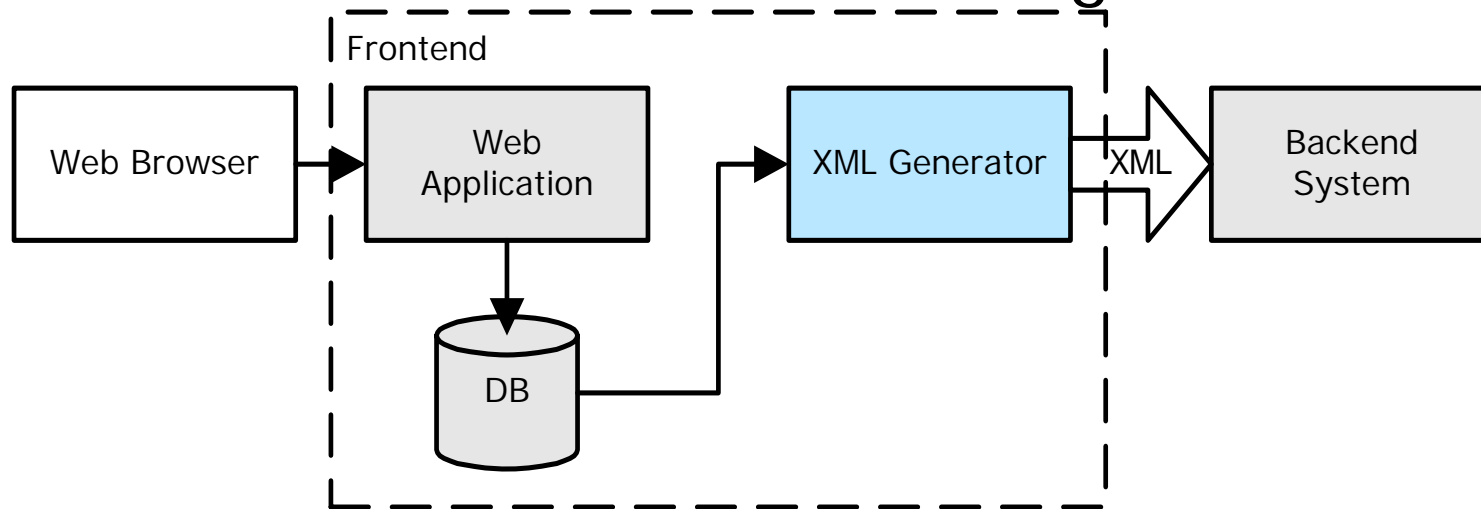 Frontend
Web Browser
Web
Application
XML Generator
XML
Backend
System
DB